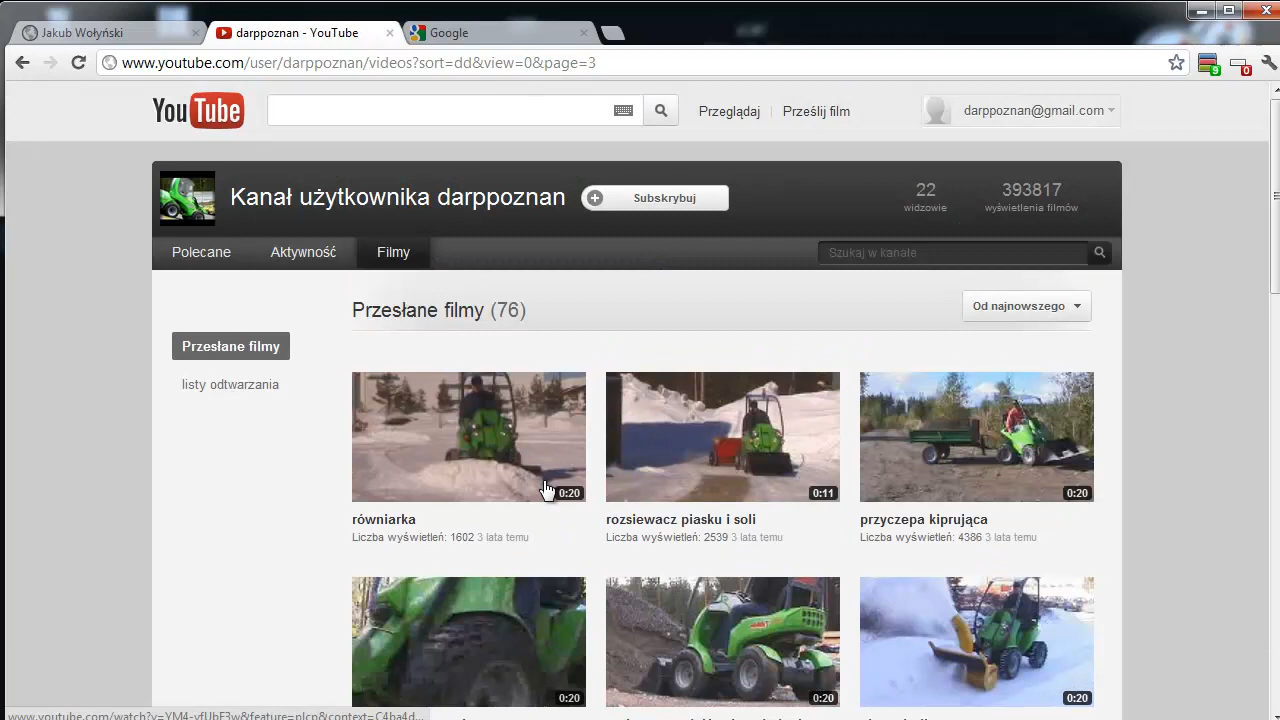 Jakub Wołyński
darppoznan - YouTube
Google
www.youtube.com/user/darppoznan/videos?sort=dd&view=0&page=3
9
0
YouTube
Przeglądaj
Prześlij film
darppoznan@gmail.com
Kanał użytkownika darppoznan
Subskrybuj
22
widzowie
393817
wyświetlenia filmów
Polecane
Aktywność
Filmy
Szukaj w kanale
Przesłane filmy (76)
Od najnowszego
Przesłane filmy
listy odtwarzania
0:20
0:11
0:20
równiarka
Liczba wyświetleń: 1602 3 lata temu
rozsiewacz piasku i soli
Liczba wyświetleń: 2539 3 lata temu
przyczepa kiprująca
Liczba wyświetleń: 4386 3 lata temu
0:20
0:20
0:20